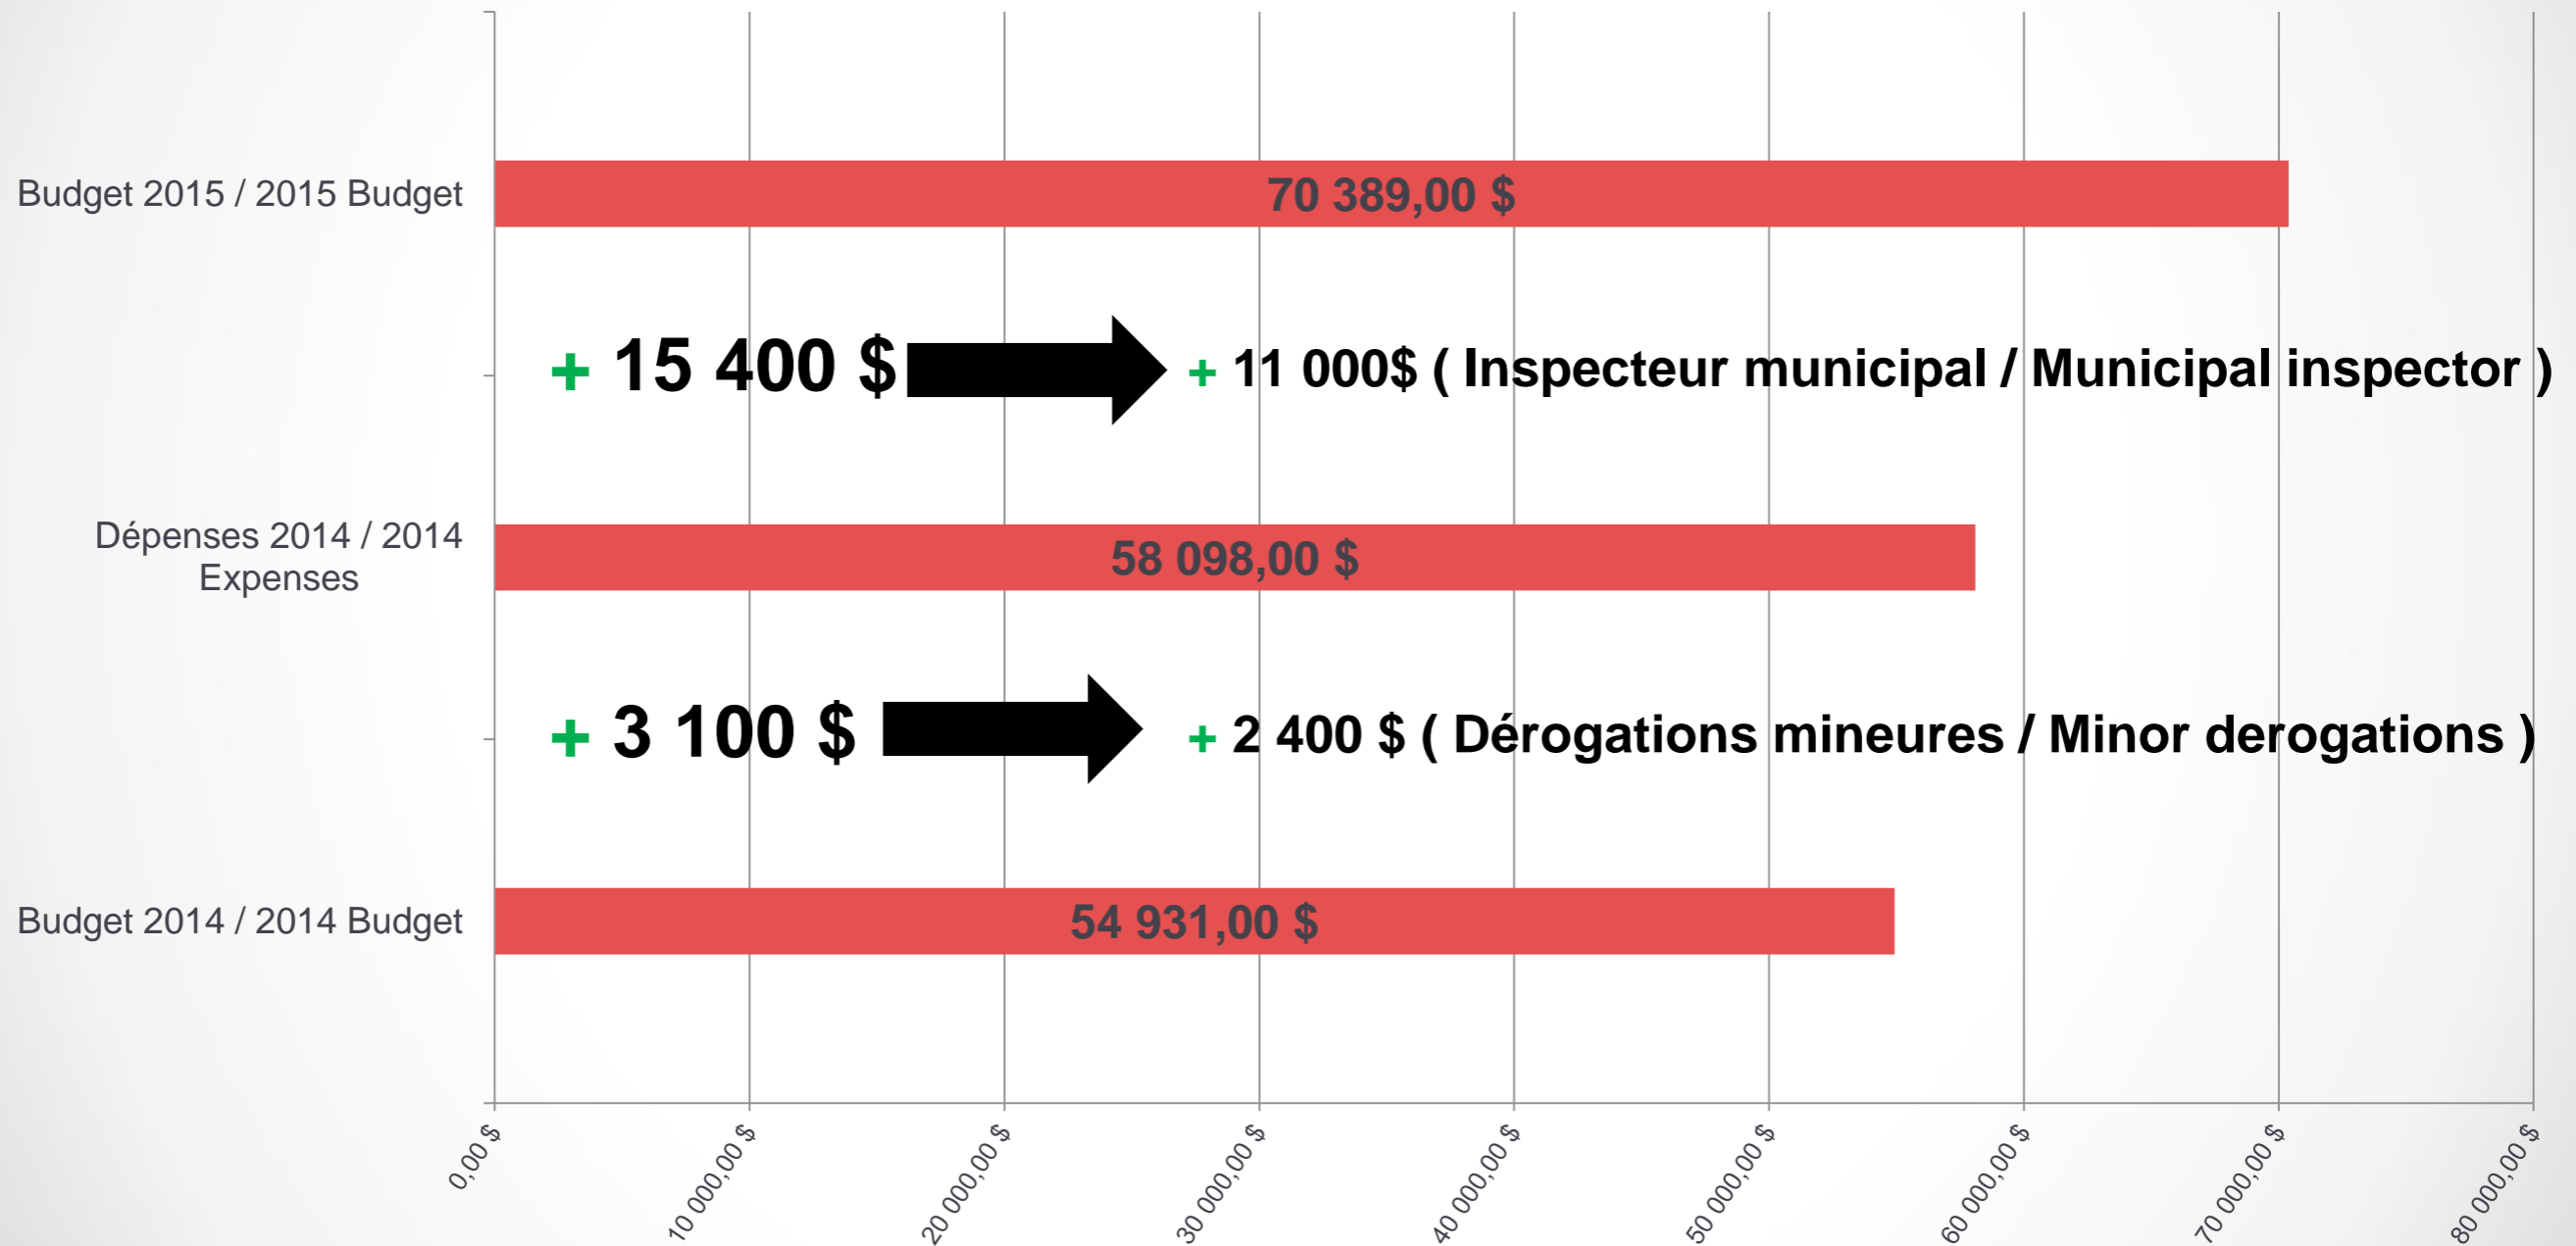 Budget 2015 / 2015 Budget
70 389,00 $
+ 15 400 $
+ 11 000$ ( Inspecteur municipal / Municipal inspector )
Dépenses 2014 / 2014
Expenses
58 098,00 $
+ 3 100 $
+ 2 400 $ ( Dérogations mineures / Minor derogations )
Budget 2014 / 2014 Budget
54 931,00 $
0,00 $
10 000,00 $
20 000,00 $
30 000,00 $
40 000,00 $
50 000,00 $
60 000,00 $
70 000,00 $
80 000,00 $